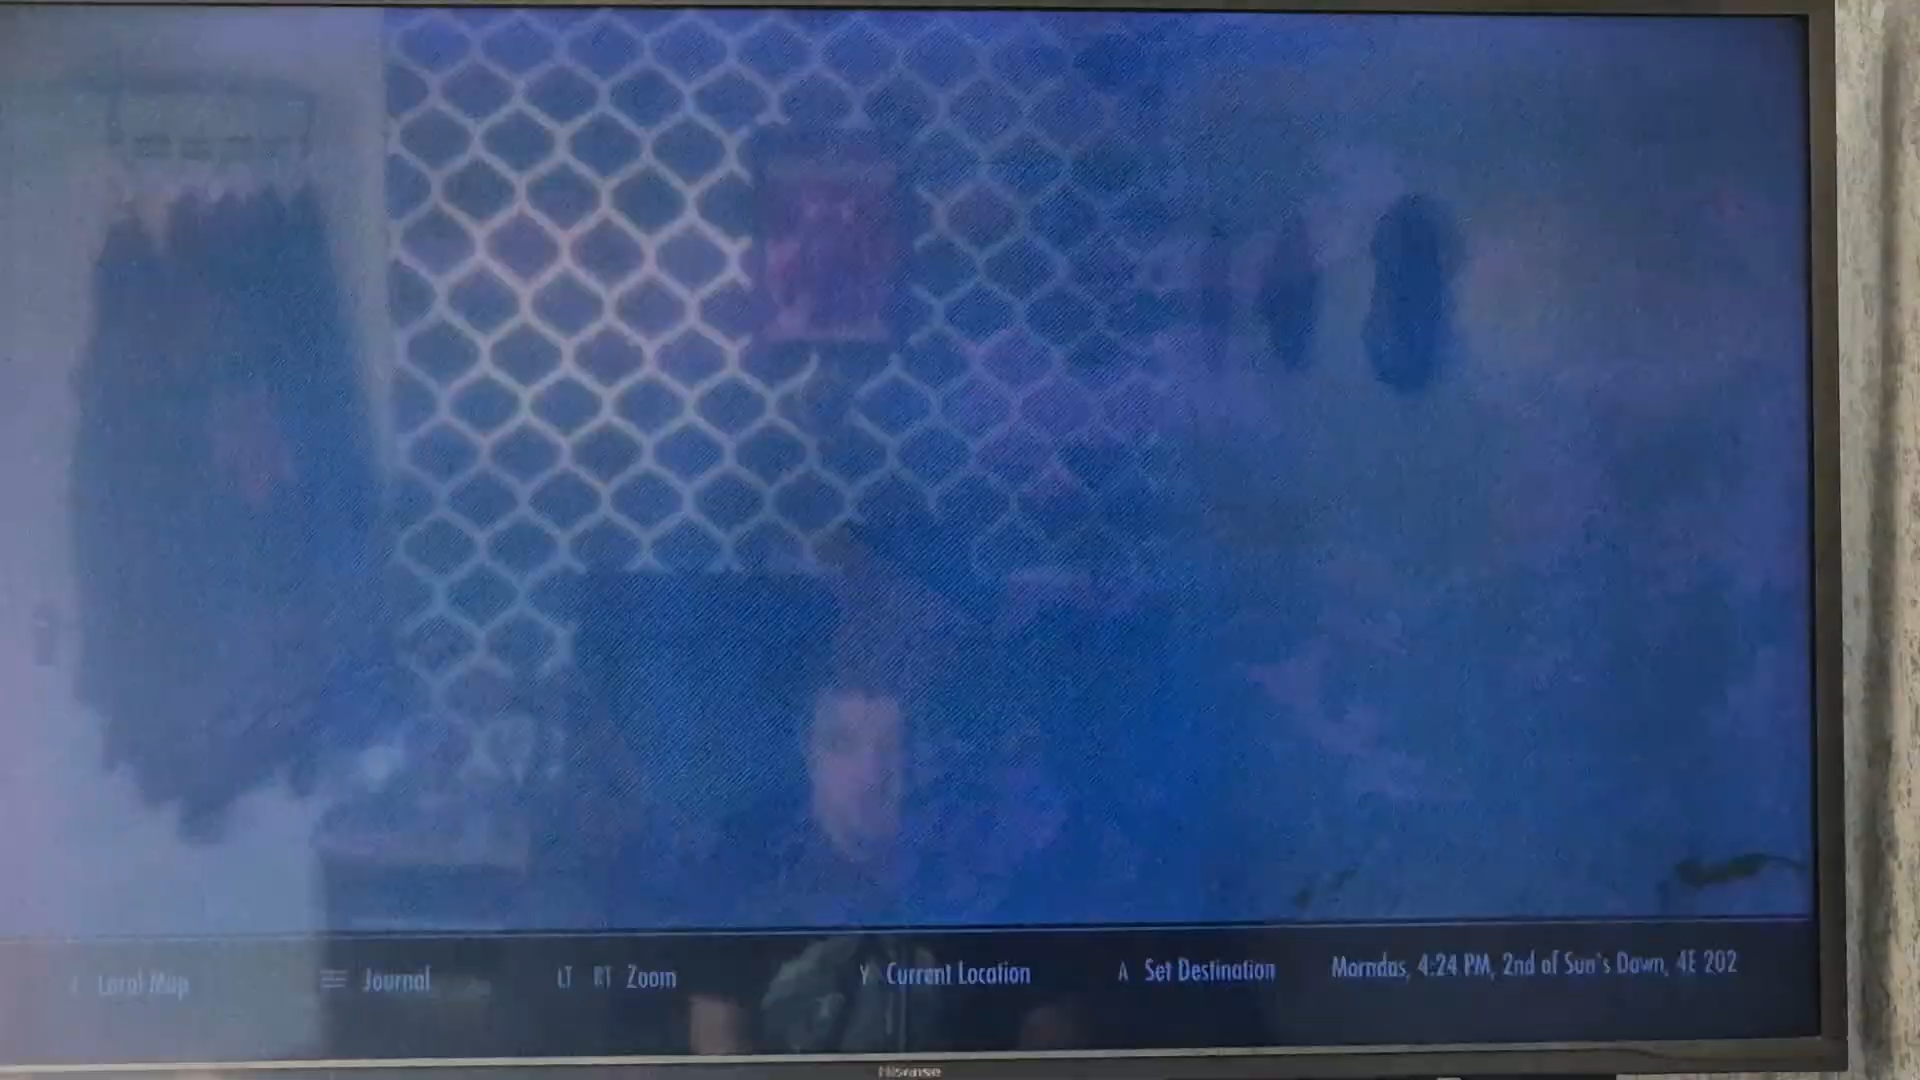 Local Map
Journal
LT RT Zoom
Y Current Location
A Set Destination
Morndas, 4:24 PM, 2nd of Sun's Dawn, 4E 202
Hisense